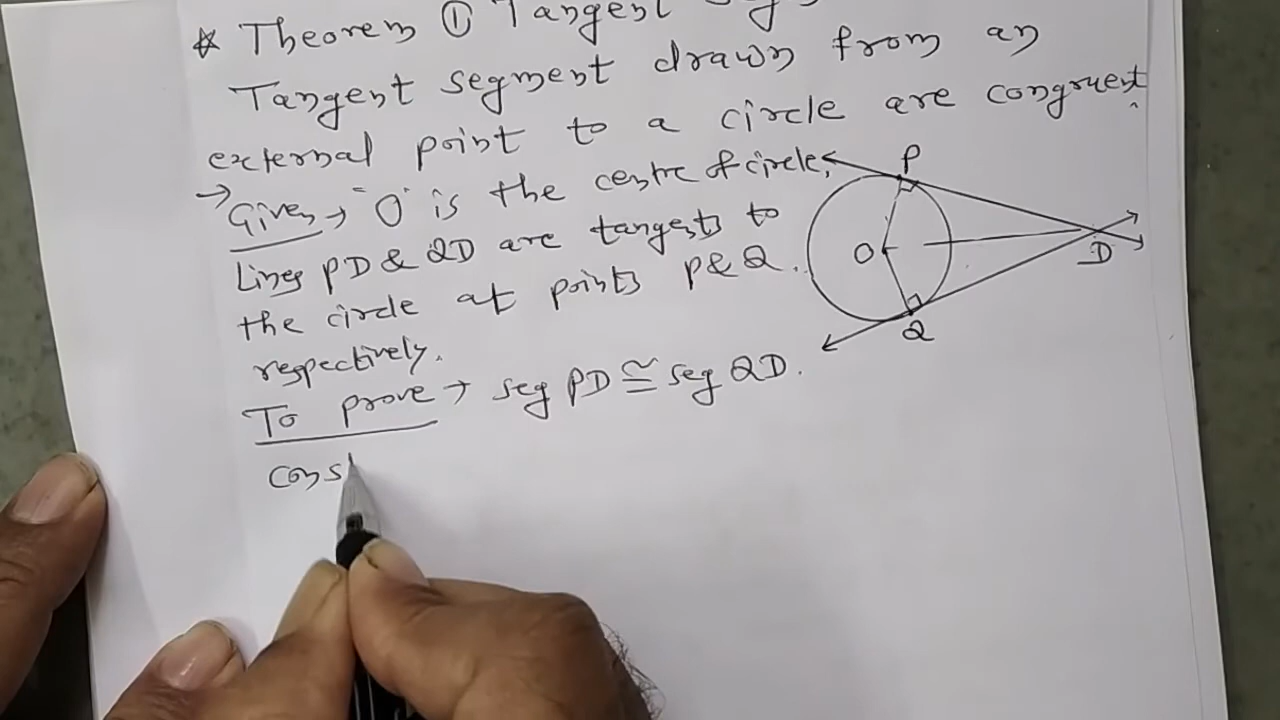 * Theorem ① Tangent
Tangent segment drawn from an
external point to a circle are congruent.
→ Given → "O" is the centre of circle,
Lines PD & QD are tangents to
the circle at points P & Q.
respectively.
To prove → seg PD ≅ seg QD.
const
P
O
D
Q